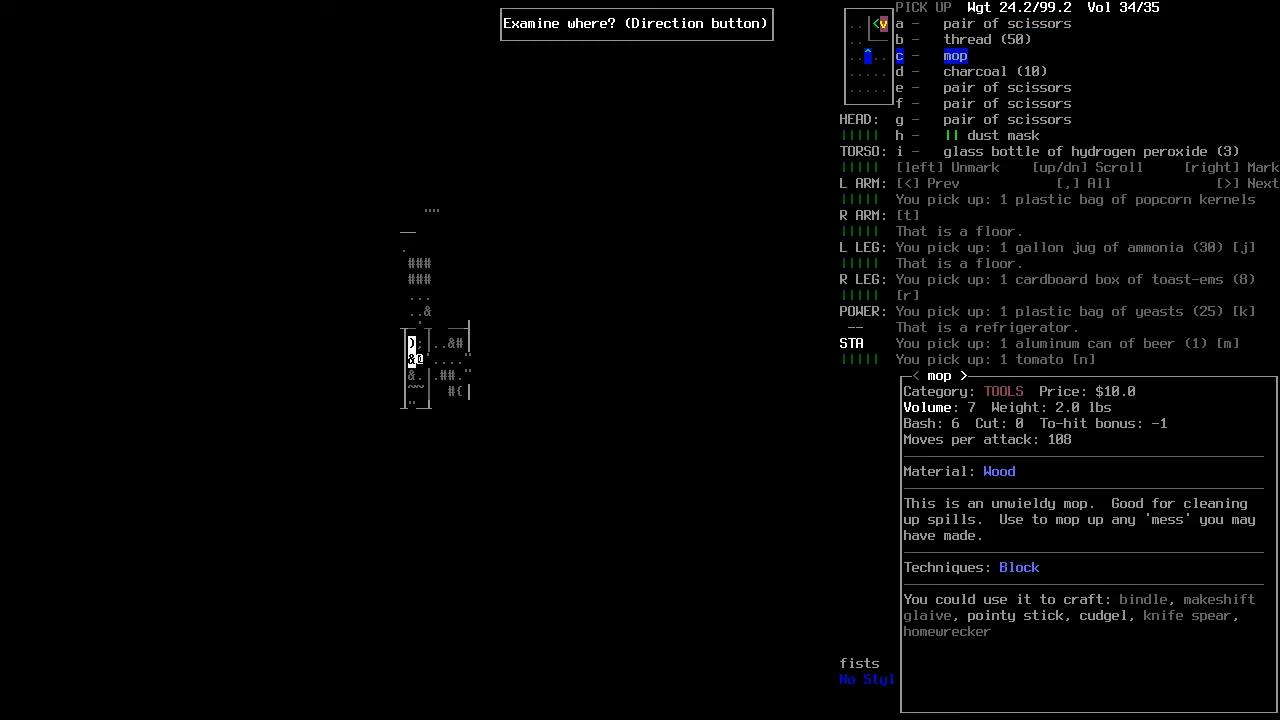 Examine where? (Direction button)
PICK UP  Wgt 24.2/99.2  Vol 34/35
a - pair of scissors
b - thread (50)
c - mop
d - charcoal (10)
e - pair of scissors
f - pair of scissors
g - pair of scissors
h - || dust mask
i - glass bottle of hydrogen peroxide (3)
[left] Unmark [up/dn] Scroll [right] Mark
[<] Prev [,] All [>] Next
HEAD:
TORSO:
L ARM:
R ARM:
L LEG:
R LEG:
POWER:
--
STA
You pick up: 1 plastic bag of popcorn kernels
[t]
That is a floor.
You pick up: 1 gallon jug of ammonia (30) [j]
That is a floor.
You pick up: 1 cardboard box of toast-ems (8)
[r]
You pick up: 1 plastic bag of yeasts (25) [k]
That is a refrigerator.
You pick up: 1 aluminum can of beer (1) [m]
You pick up: 1 tomato [n]
< mop >
Category: TOOLS Price: $10.0
Volume: 7 Weight: 2.0 lbs
Bash: 6 Cut: 0 To-hit bonus: -1
Moves per attack: 108
Material: Wood
This is an unwieldy mop. Good for cleaning
up spills. Use to mop up any 'mess' you may
have made.
Techniques: Block
You could use it to craft: bindle, makeshift
glaive, pointy stick, cudgel, knife spear,
homewrecker
fists
No Styl